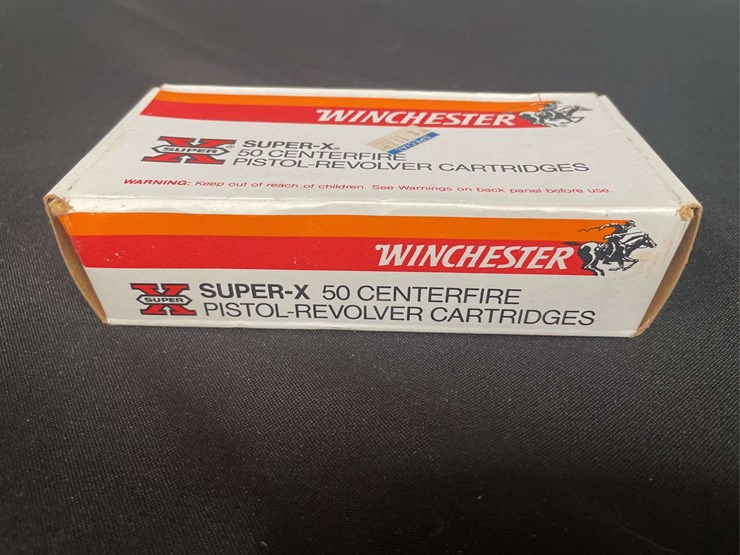 WINCHESTER
X SUPER ® SUPER-X®
50 CENTERFIRE
PISTOL-REVOLVER CARTRIDGES
WARNING: Keep out of reach of children. See Warnings on back panel before use.
WINCHESTER
X SUPER SUPER-X 50 CENTERFIRE
PISTOL-REVOLVER CARTRIDGES